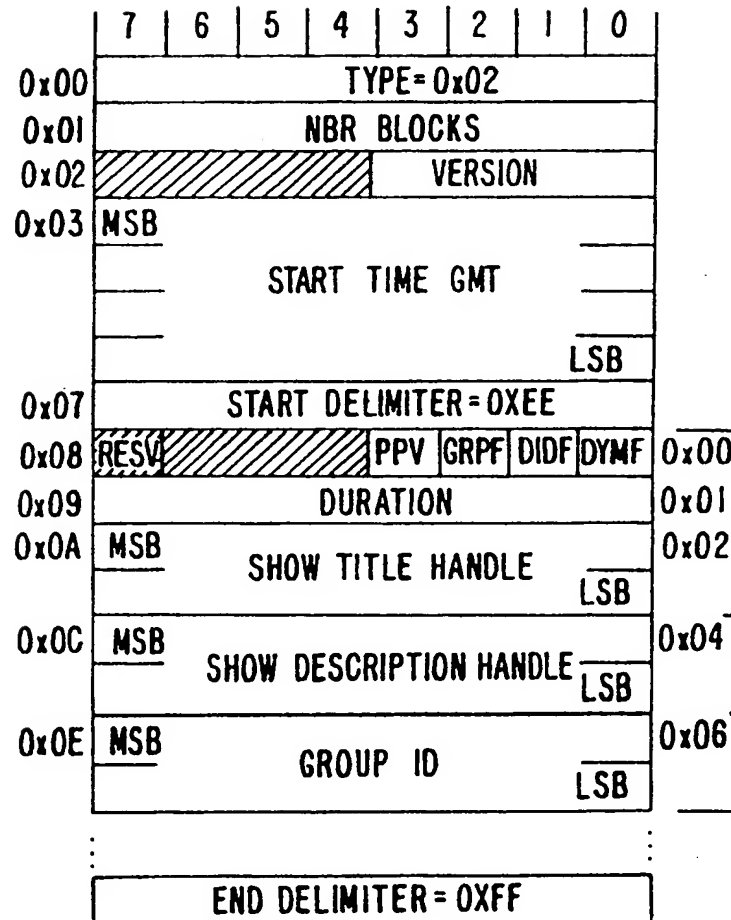 7 | 6 | 5 | 4 | 3 | 2 | 1 | 0
0x00 TYPE=0x02
0x01 NBR BLOCKS
0x02 VERSION
0x03 MSB
START TIME GMT
LSB
0x07 START DELIMITER=0XEE
0x08 RESV PPV GRPF DIDF DYMF 0x00
0x09 DURATION 0x01
0x0A MSB 0x02
SHOW TITLE HANDLE
LSB
0x0C MSB 0x04
SHOW DESCRIPTION HANDLE
LSB
0x0E MSB 0x06
GROUP ID
LSB
END DELIMITER=0XFF